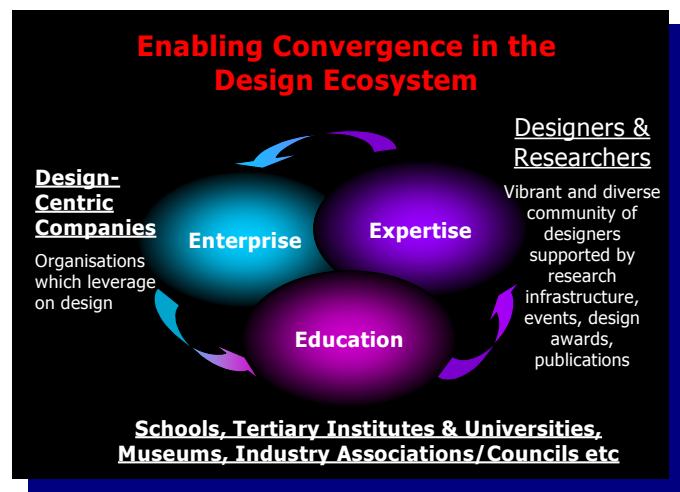 Enabling Convergence in the
Design Ecosystem
Designers &
Researchers
Vibrant and diverse
community of
designers
supported by
research
infrastructure,
events, design
awards,
publications
Design-
Centric
Companies
Organisations
which leverage
on design
Enterprise
Expertise
Education
Schools, Tertiary Institutes & Universities,
Museums, Industry Associations/Councils etc